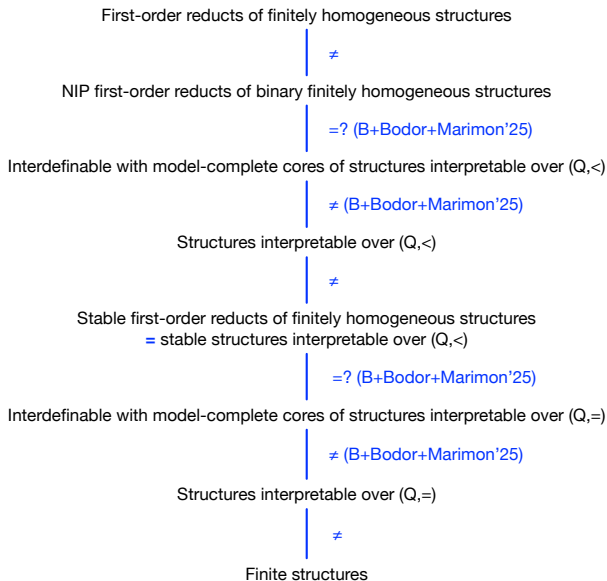 First-order reducts of finitely homogeneous structures
≠
NIP first-order reducts of binary finitely homogeneous structures
=? (B+Bodor+Marimon'25)
Interdefinable with model-complete cores of structures interpretable over (Q,<)
≠ (B+Bodor+Marimon'25)
Structures interpretable over (Q,<)
≠
Stable first-order reducts of finitely homogeneous structures
= stable structures interpretable over (Q,<)
=? (B+Bodor+Marimon'25)
Interdefinable with model-complete cores of structures interpretable over (Q,=)
≠ (B+Bodor+Marimon'25)
Structures interpretable over (Q,=)
≠
Finite structures